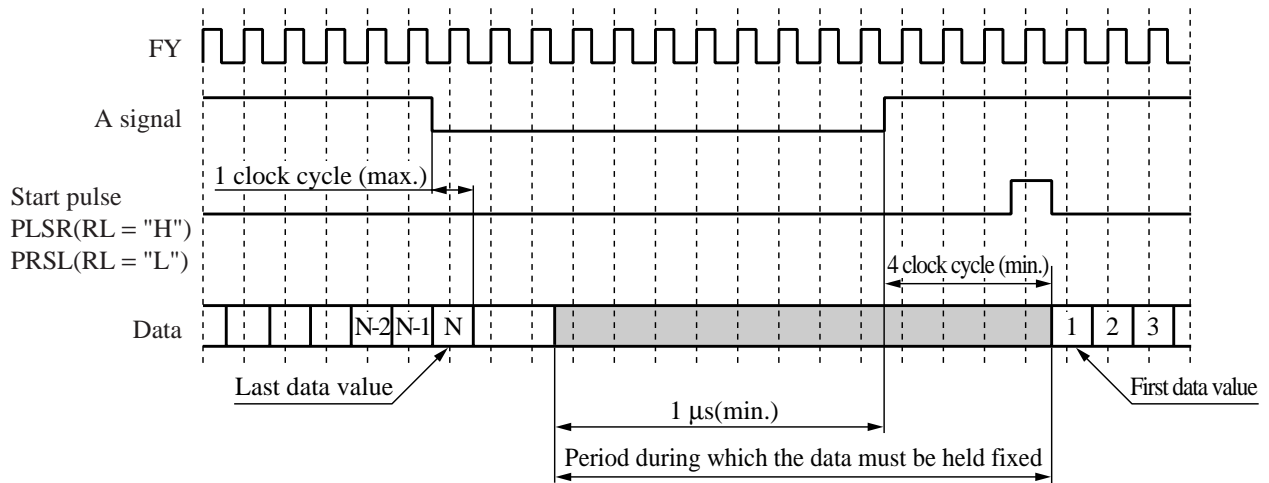 FY
A signal
1 clock cycle (max.)
Start pulse
PLSR(RL = "H")
PRSL(RL = "L")
4 clock cycle (min.)
Data
N-2 N-1 N 1 2 3
Last data value
First data value
1 μs(min.)
Period during which the data must be held fixed